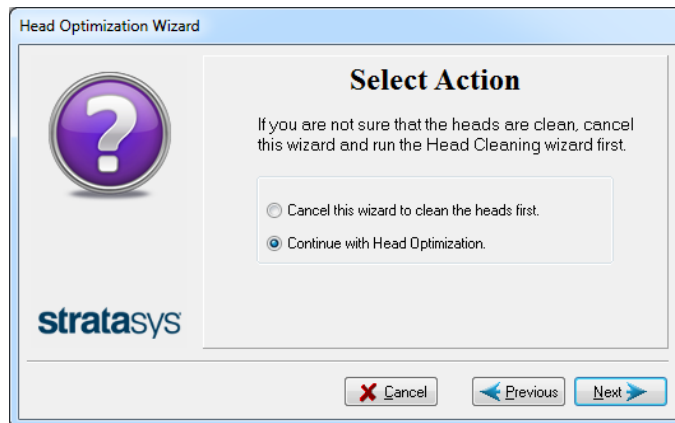 Head Optimization Wizard
Select Action
If you are not sure that the heads are clean, cancel
this wizard and run the Head Cleaning wizard first.
Cancel this wizard to clean the heads first.
Continue with Head Optimization.
stratasys
Cancel
Previous
Next